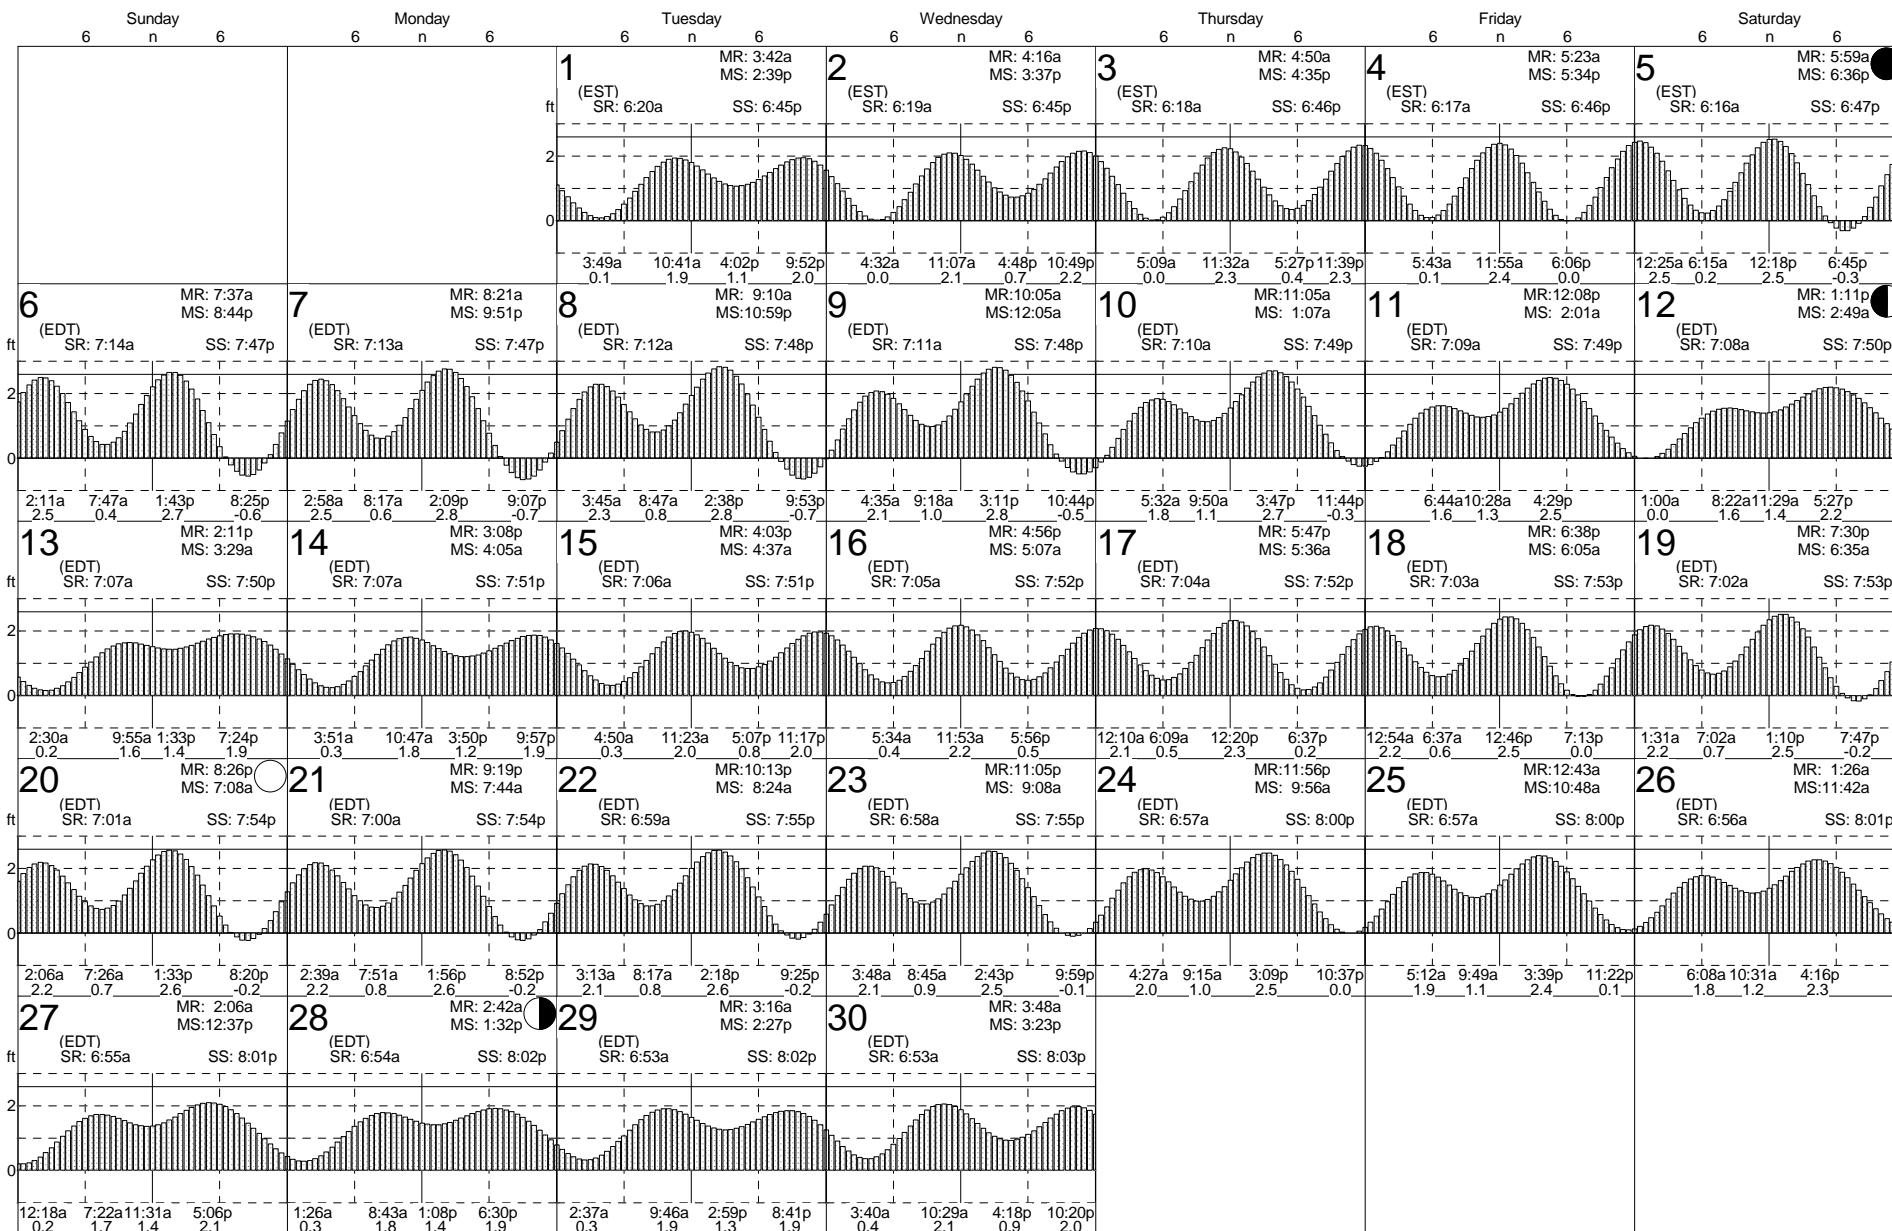 Sunday Monday Tuesday Wednesday Thursday Friday Saturday
6 n 6 6 n 6 6 n 6 6 n 6 6 n 6 6 n 6 6 n 6
1 MR: 3:42a 2 MR: 4:16a 3 MR: 4:50a 4 MR: 5:23a 5 MR: 5:59a
MS: 2:39p MS: 3:37p MS: 4:35p MS: 5:34p MS: 6:36p
(EST) (EST) (EST) (EST) (EST)
ft SR: 6:20a SS: 6:45p SR: 6:19a SS: 6:45p SR: 6:18a SS: 6:46p SR: 6:17a SS: 6:46p SR: 6:16a SS: 6:47p
2
0
3:49a 10:41a 4:02p 9:52p 4:32a 11:07a 4:48p 10:49p 5:09a 11:32a 5:27p 11:39p 5:43a 11:55a 6:06p 12:25a 6:15a 12:18p 6:45p
0.1 1.9 1.1 2.0 0.0 2.1 0.7 2.2 0.0 2.3 0.4 2.3 0.1 2.4 0.0 2.5 0.2 2.5 -0.3
6 MR: 7:37a 7 MR: 8:21a 8 MR: 9:10a 9 MR:10:05a 10 MR:11:05a 11 MR:12:08p 12 MR: 1:11p
MS: 8:44p MS: 9:51p MS:10:59p MS:12:05a MS: 1:07a MS: 2:01a MS: 2:49a
(EDT) (EDT) (EDT) (EDT) (EDT) (EDT) (EDT)
ft SR: 7:14a SS: 7:47p SR: 7:13a SS: 7:47p SR: 7:12a SS: 7:48p SR: 7:11a SS: 7:48p SR: 7:10a SS: 7:49p SR: 7:09a SS: 7:49p SR: 7:08a SS: 7:50p
2
0
2:11a 7:47a 1:43p 8:25p 2:58a 8:17a 2:09p 9:07p 3:45a 8:47a 2:38p 9:53p 4:35a 9:18a 3:11p 10:44p 5:32a 9:50a 3:47p 11:44p 6:44a 10:28a 4:29p 1:00a 8:22a 11:29a 5:27p
2.5 0.4 2.7 -0.6 2.5 0.6 2.8 -0.7 2.3 0.8 2.8 -0.7 2.1 1.0 2.8 -0.5 1.8 1.1 2.7 -0.3 1.6 1.3 2.5 0.0 1.6 1.4 2.2
13 MR: 2:11p 14 MR: 3:08p 15 MR: 4:03p 16 MR: 4:56p 17 MR: 5:47p 18 MR: 6:38p 19 MR: 7:30p
MS: 3:29a MS: 4:05a MS: 4:37a MS: 5:07a MS: 5:36a MS: 6:05a MS: 6:35a
(EDT) (EDT) (EDT) (EDT) (EDT) (EDT) (EDT)
ft SR: 7:07a SS: 7:50p SR: 7:07a SS: 7:51p SR: 7:06a SS: 7:51p SR: 7:05a SS: 7:52p SR: 7:04a SS: 7:52p SR: 7:03a SS: 7:53p SR: 7:02a SS: 7:53p
2
0
2:30a 9:55a 1:33p 7:24p 3:51a 10:47a 3:50p 9:57p 4:50a 11:23a 5:07p 11:17p 5:34a 11:53a 5:56p 12:10a 6:09a 12:20p 6:37p 12:54a 6:37a 12:46p 7:13p 1:31a 7:02a 1:10p 7:47p
0.2 1.6 1.4 1.9 0.3 1.8 1.2 1.9 0.3 2.0 0.8 2.0 0.4 2.2 0.5 2.1 0.5 2.3 0.2 2.2 0.6 2.5 0.0 2.2 0.7 2.5 -0.2
20 MR: 8:26p 21 MR: 9:19p 22 MR:10:13p 23 MR:11:05p 24 MR:11:56p 25 MR:12:43a 26 MR: 1:26a
MS: 7:08a MS: 7:44a MS: 8:24a MS: 9:08a MS: 9:56a MS:10:48a MS:11:42a
(EDT) (EDT) (EDT) (EDT) (EDT) (EDT) (EDT)
ft SR: 7:01a SS: 7:54p SR: 7:00a SS: 7:54p SR: 6:59a SS: 7:55p SR: 6:58a SS: 7:55p SR: 6:57a SS: 8:00p SR: 6:57a SS: 8:00p SR: 6:56a SS: 8:01p
2
0
2:06a 7:26a 1:33p 8:20p 2:39a 7:51a 1:56p 8:52p 3:13a 8:17a 2:18p 9:25p 3:48a 8:45a 2:43p 9:59p 4:27a 9:15a 3:09p 10:37p 5:12a 9:49a 3:39p 11:22p 6:08a 10:31a 4:16p
2.2 0.7 2.6 -0.2 2.2 0.8 2.6 -0.2 2.1 0.8 2.6 -0.2 2.1 0.9 2.5 -0.1 2.0 1.0 2.5 0.0 1.9 1.1 2.4 0.1 1.8 1.2 2.3
27 MR: 2:06a 28 MR: 2:42a 29 MR: 3:16a 30 MR: 3:48a
MS:12:37p MS: 1:32p MS: 2:27p MS: 3:23p
(EDT) (EDT) (EDT) (EDT)
ft SR: 6:55a SS: 8:01p SR: 6:54a SS: 8:02p SR: 6:53a SS: 8:02p SR: 6:53a SS: 8:03p
2
0
12:18a 7:22a 11:31a 5:06p 1:26a 8:43a 1:08p 6:30p 2:37a 9:46a 2:59p 8:41p 3:40a 10:29a 4:18p 10:20p
0.2 1.7 1.4 2.1 0.3 1.8 1.4 1.9 0.3 1.9 1.3 1.9 0.4 2.1 0.9 2.0